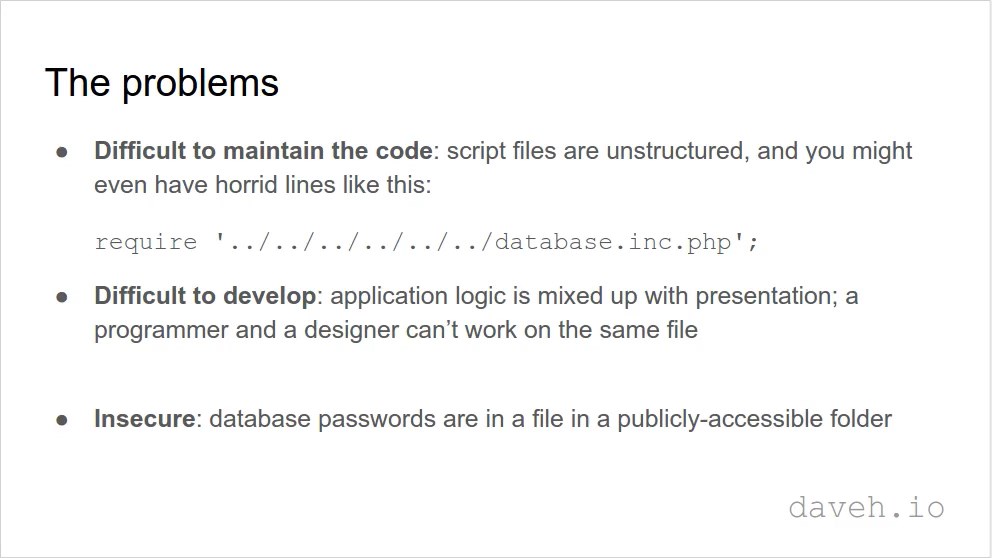 The problems
● Difficult to maintain the code: script files are unstructured, and you might
even have horrid lines like this:
require '../../../../../../database.inc.php';
● Difficult to develop: application logic is mixed up with presentation; a
programmer and a designer can’t work on the same file
● Insecure: database passwords are in a file in a publicly-accessible folder
daveh.io